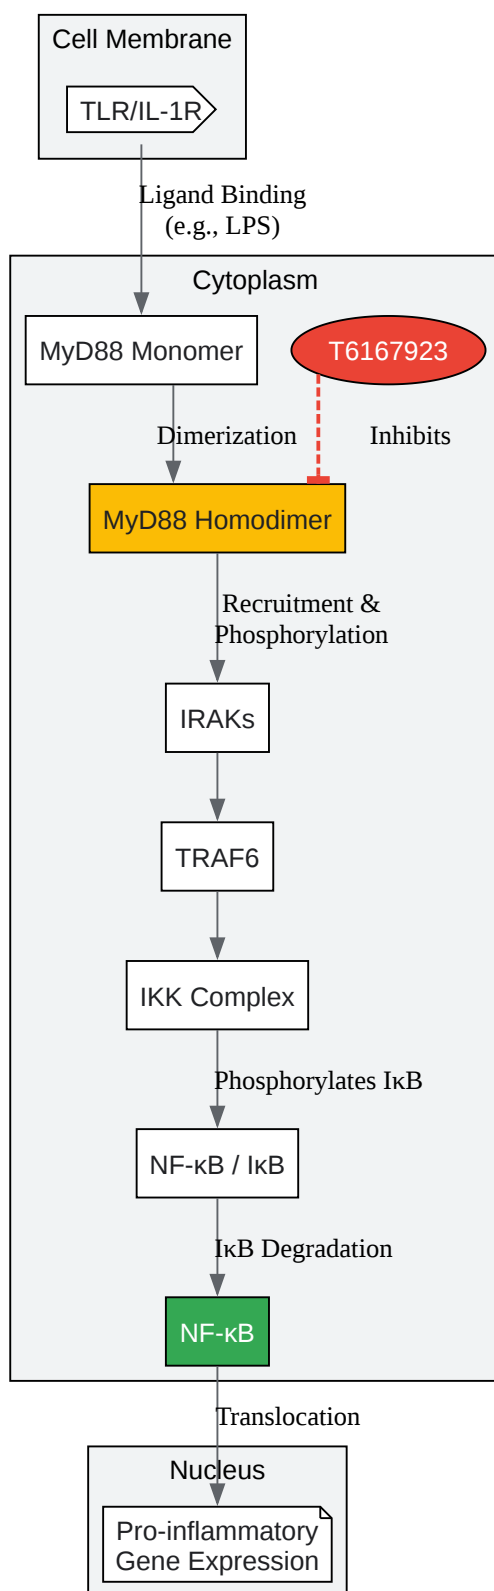 Cell Membrane
TLR/IL-1R
Ligand Binding
(e.g., LPS)
Cytoplasm
MyD88 Monomer
T6167923
Dimerization
Inhibits
MyD88 Homodimer
Recruitment &
Phosphorylation
IRAKs
TRAF6
IKK Complex
Phosphorylates IκB
NF-κB / IκB
IκB Degradation
NF-κB
Translocation
Nucleus
Pro-inflammatory
Gene Expression